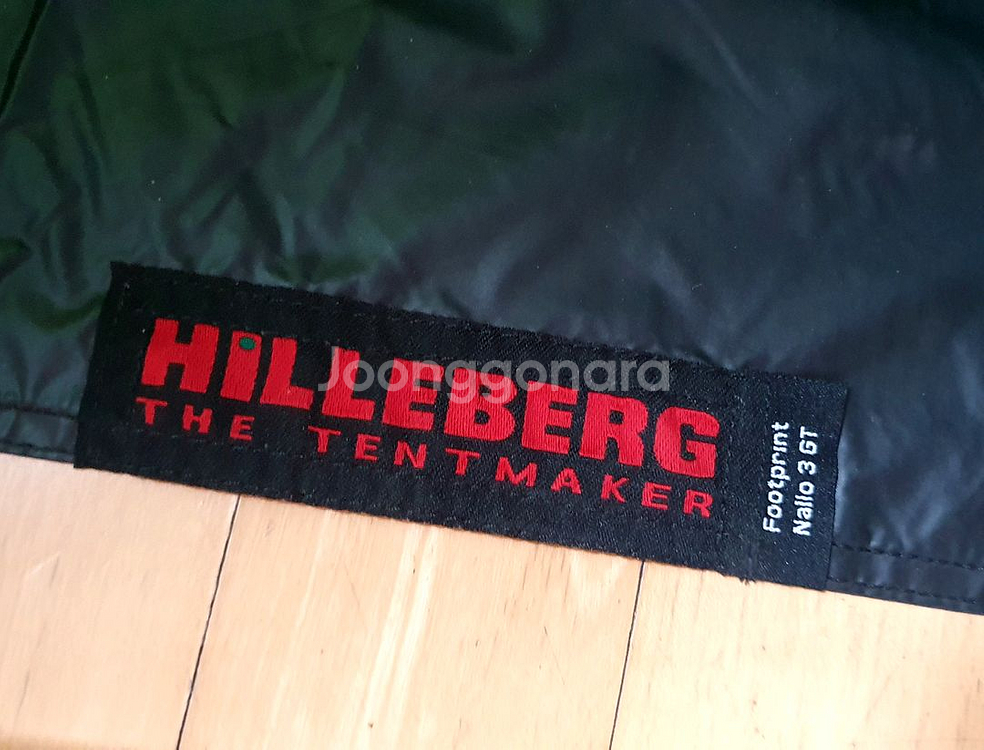 HiLLEBERG
THE TENTMAKER
Footprint
Nallo 3 GT
Joonggonara